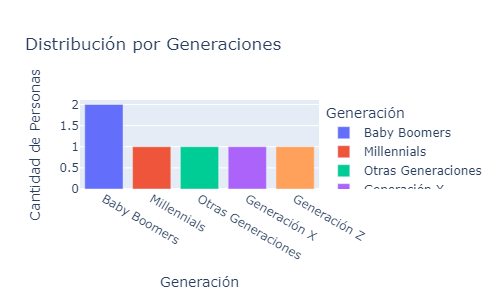 Distribución por Generaciones
Cantidad de Personas
2
1.5
1
0.5
0
Baby Boomers
Millennials
Otras Generaciones
Generación X
Generación Z
Generación
Generación
Baby Boomers
Millennials
Otras Generaciones
Generación X